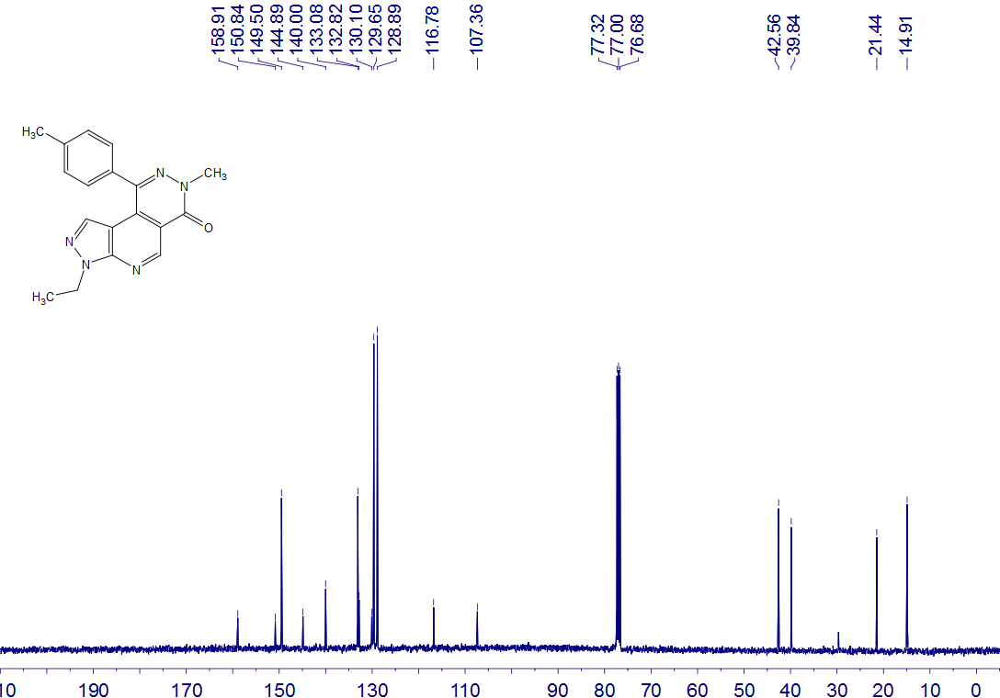 158.91
150.84
149.50
144.89
140.00
133.08
132.82
130.10
129.65
128.89
116.78
107.36
77.32
77.00
76.68
42.56
39.84
21.44
14.91
H3C
N
CH3
N
O
N
N
N
H3C
10 190 170 150 130 110 90 80 70 60 50 40 30 20 10 0